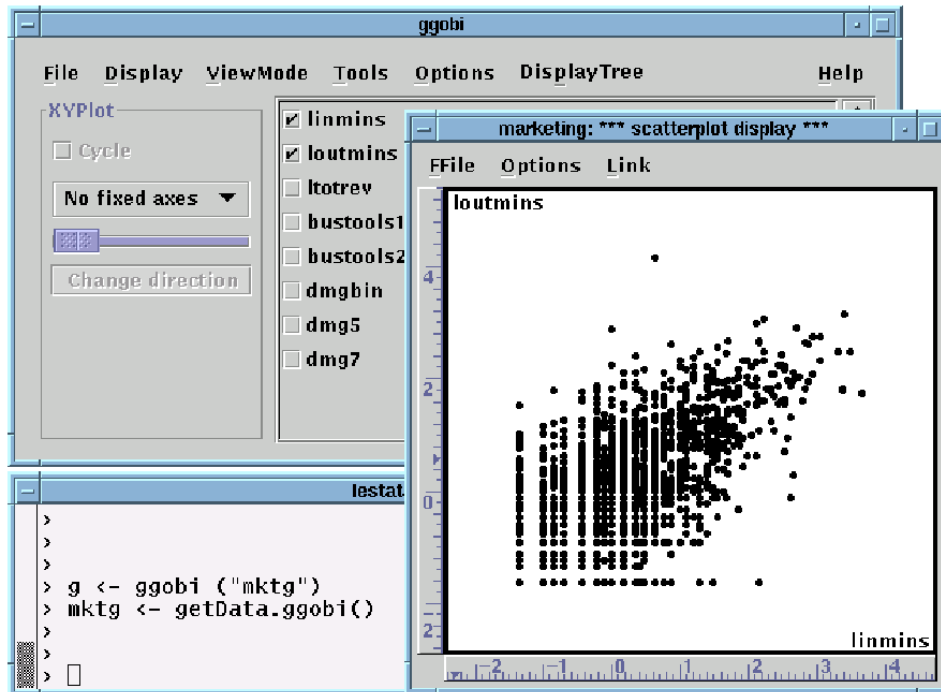 ggobi
File Display ViewMode Tools Options DisplayTree Help
XYPlot
Cycle
No fixed axes
Change direction
linmins
loutmins
ltotrev
bustools1
bustools2
dmgbin
dmg5
dmg7
marketing: *** scatterplot display ***
FFile Options Link
loutmins
4
2
0
2
linmins
-2 -1 0 1 2 3 4
lestat
>
>
>
> g <- ggobi ("mktg")
> mktg <- getData.ggobi()
>
>
>